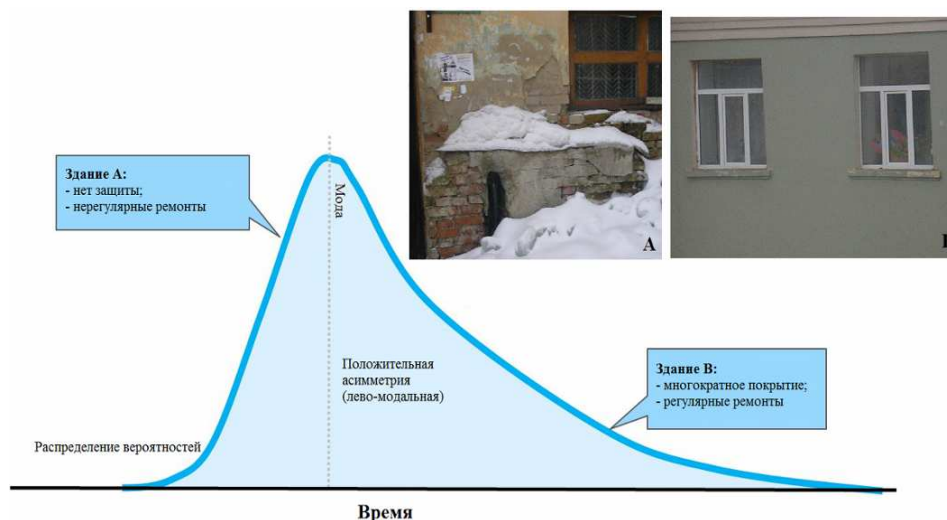 А
Здание А:
- нет защиты;
- нерегулярные ремонты
Мода
Положительная
асимметрия
(лево-модальная)
Здание В:
- многократное покрытие;
- регулярные ремонты
Распределение вероятностей
Время